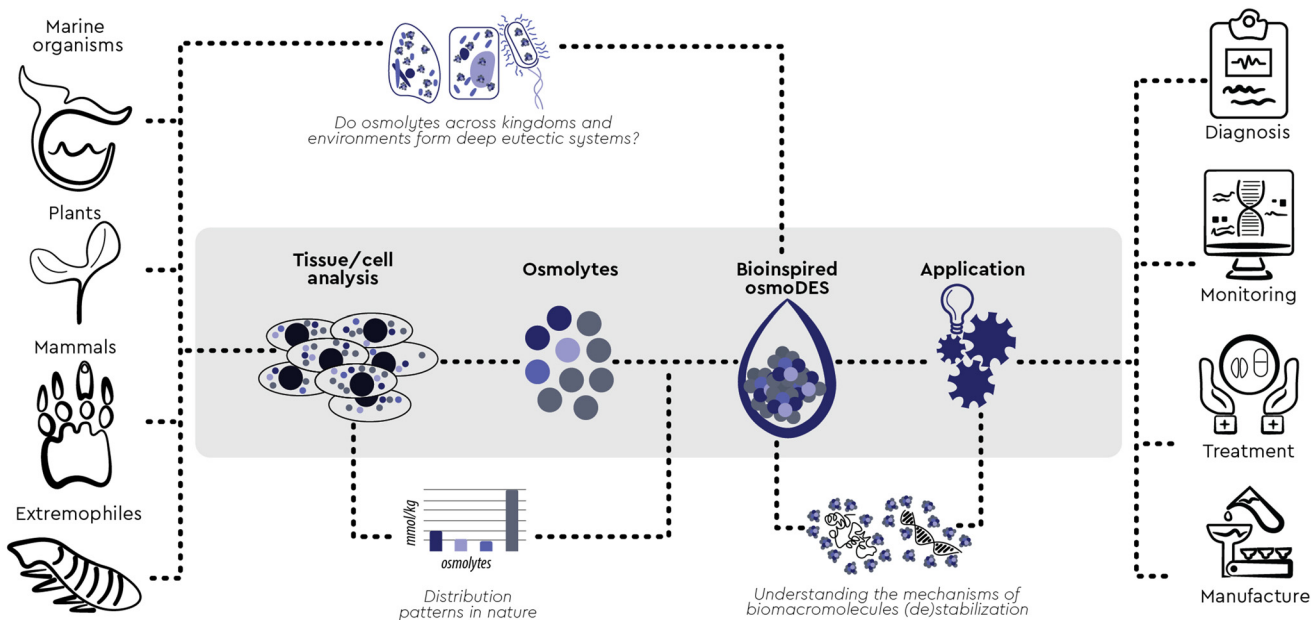 Marine
organisms
Plants
Mammals
Extremophiles
Do osmolytes across kingdoms and
environments form deep eutectic systems?
Tissue/cell
analysis
Osmolytes
Bioinspired
osmoDES
Application
mmol/kg
osmolytes
Distribution
patterns in nature
Understanding the mechanisms of
biomacromolecules (de)stabilization
Diagnosis
Monitoring
Treatment
Manufacture